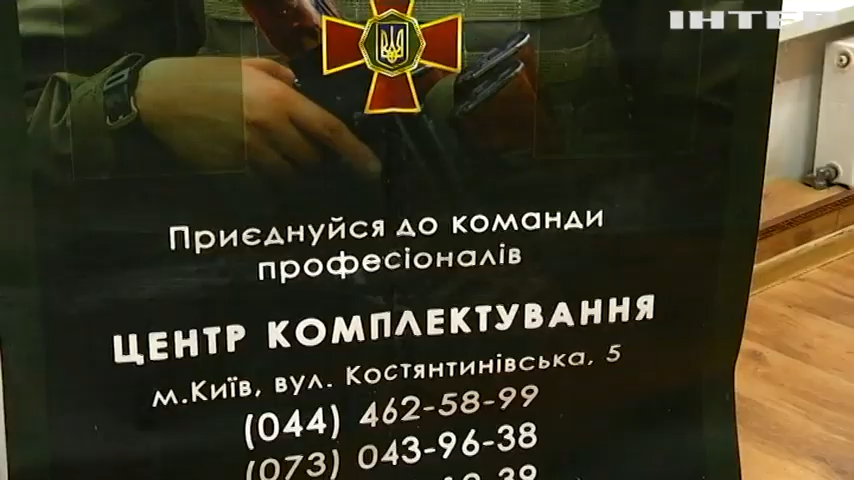 ІНТЕР
Приєднуйся до команди
професіоналів
ЦЕНТР КОМПЛЕКТУВАННЯ
м.Київ, вул. Костянтинівська, 5
(044) 462-58-99
(073) 043-96-38